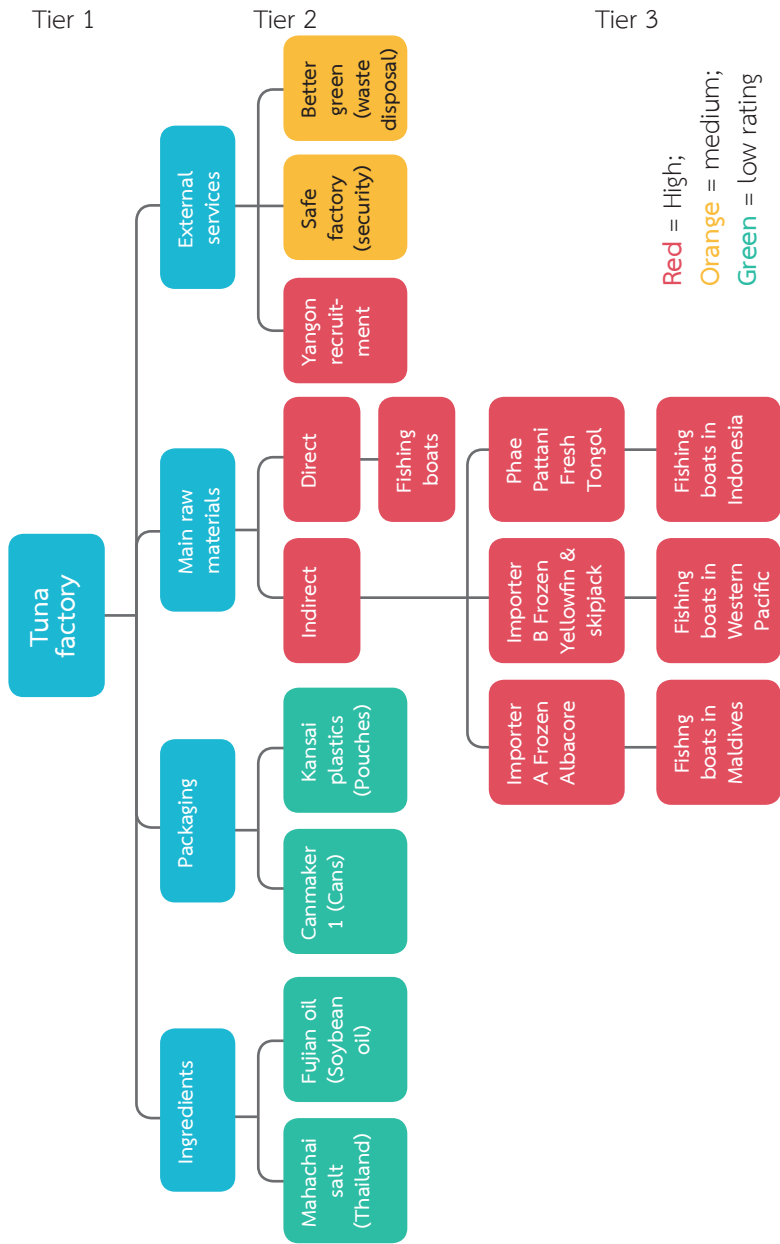 Tier 1
Tuna
factory
Tier 2
Ingredients
Packaging
Main raw
materials
External
services
Mahachai
salt
(Thailand)
Fujian oil
(Soybean
oil)
Canmaker
1 (Cans)
Kansai
plastics
(Pouches)
Indirect
Direct
Yangon
recruit-
ment
Safe
factory
(security)
Better
green
(waste
disposal)
Fishing
boats
Tier 3
Importer
A Frozen
Albacore
Importer
B Frozen
Yellowfin &
skipjack
Phae
Pattani
Fresh
Tongol
Fishng
boats in
Maldives
Fishing
boats in
Western
Pacific
Fishing
boats in
Indonesia
Red = High;
Orange = medium;
Green = low rating